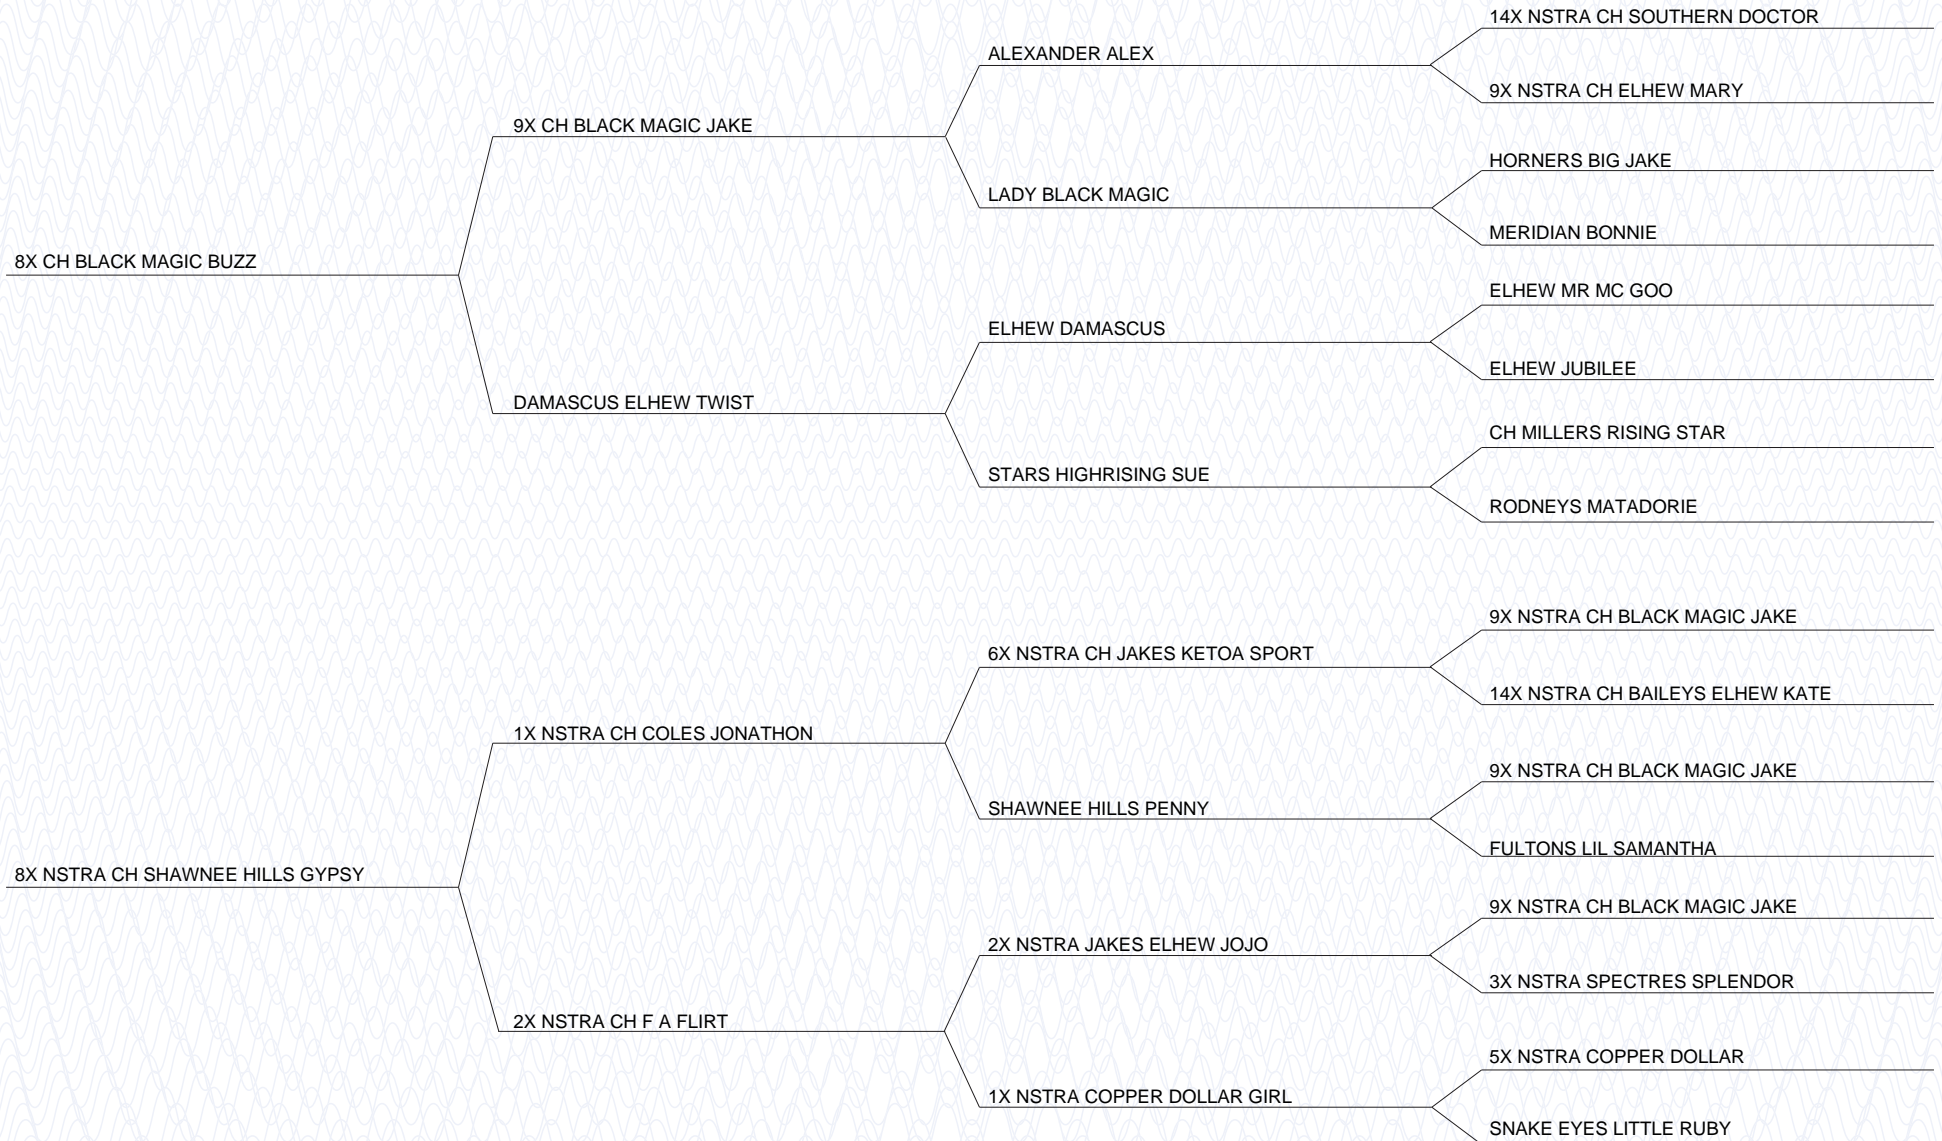 14X NSTRA CH SOUTHERN DOCTOR
ALEXANDER ALEX
9X NSTRA CH ELHEW MARY
9X CH BLACK MAGIC JAKE
HORNERS BIG JAKE
LADY BLACK MAGIC
MERIDIAN BONNIE
8X CH BLACK MAGIC BUZZ
ELHEW MR MC GOO
ELHEW DAMASCUS
ELHEW JUBILEE
DAMASCUS ELHEW TWIST
CH MILLERS RISING STAR
STARS HIGHRISING SUE
RODNEYS MATADORIE
9X NSTRA CH BLACK MAGIC JAKE
6X NSTRA CH JAKES KETOA SPORT
14X NSTRA CH BAILEYS ELHEW KATE
1X NSTRA CH COLES JONATHON
9X NSTRA CH BLACK MAGIC JAKE
SHAWNEE HILLS PENNY
FULTONS LIL SAMANTHA
8X NSTRA CH SHAWNEE HILLS GYPSY
9X NSTRA CH BLACK MAGIC JAKE
2X NSTRA JAKES ELHEW JOJO
3X NSTRA SPECTRES SPLENDOR
2X NSTRA CH F A FLIRT
5X NSTRA COPPER DOLLAR
1X NSTRA COPPER DOLLAR GIRL
SNAKE EYES LITTLE RUBY